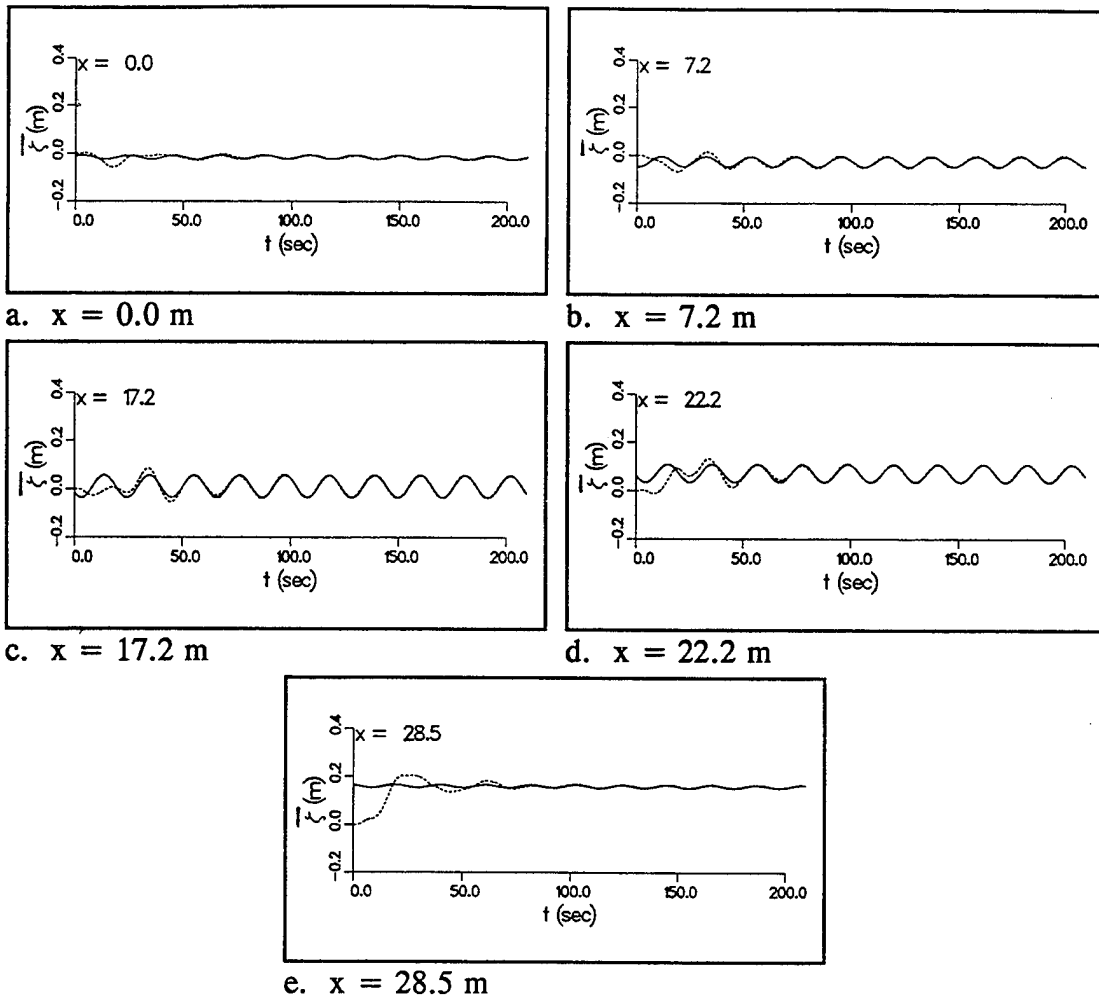 x = 0.0
0.4
0.2
0.0
−0.2
ζ̅ (m)
0.0 50.0 100.0 150.0 200.0
t (sec)
a. x = 0.0 m
x = 7.2
0.4
0.2
0.0
−0.2
ζ̅ (m)
0.0 50.0 100.0 150.0 200.0
t (sec)
b. x = 7.2 m
x = 17.2
0.4
0.2
0.0
−0.2
ζ̅ (m)
0.0 50.0 100.0 150.0 200.0
t (sec)
c. x = 17.2 m
x = 22.2
0.4
0.2
0.0
−0.2
ζ̅ (m)
0.0 50.0 100.0 150.0 200.0
t (sec)
d. x = 22.2 m
x = 28.5
0.4
0.2
0.0
−0.2
ζ̅ (m)
0.0 50.0 100.0 150.0 200.0
t (sec)
e. x = 28.5 m